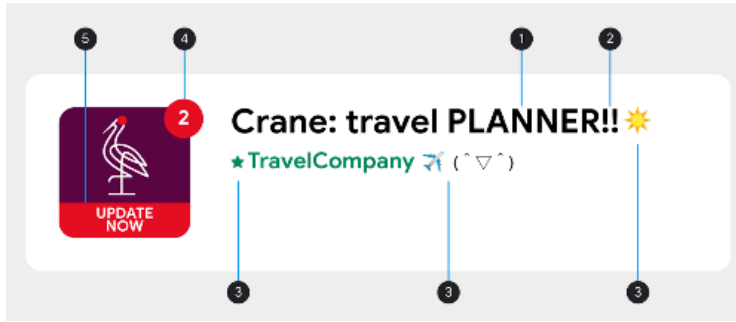 5 4 1 2
2
Crane: travel PLANNER!!☀
★TravelCompany ✈ (ˆ▽ˆ)
UPDATE
NOW
3 3 3